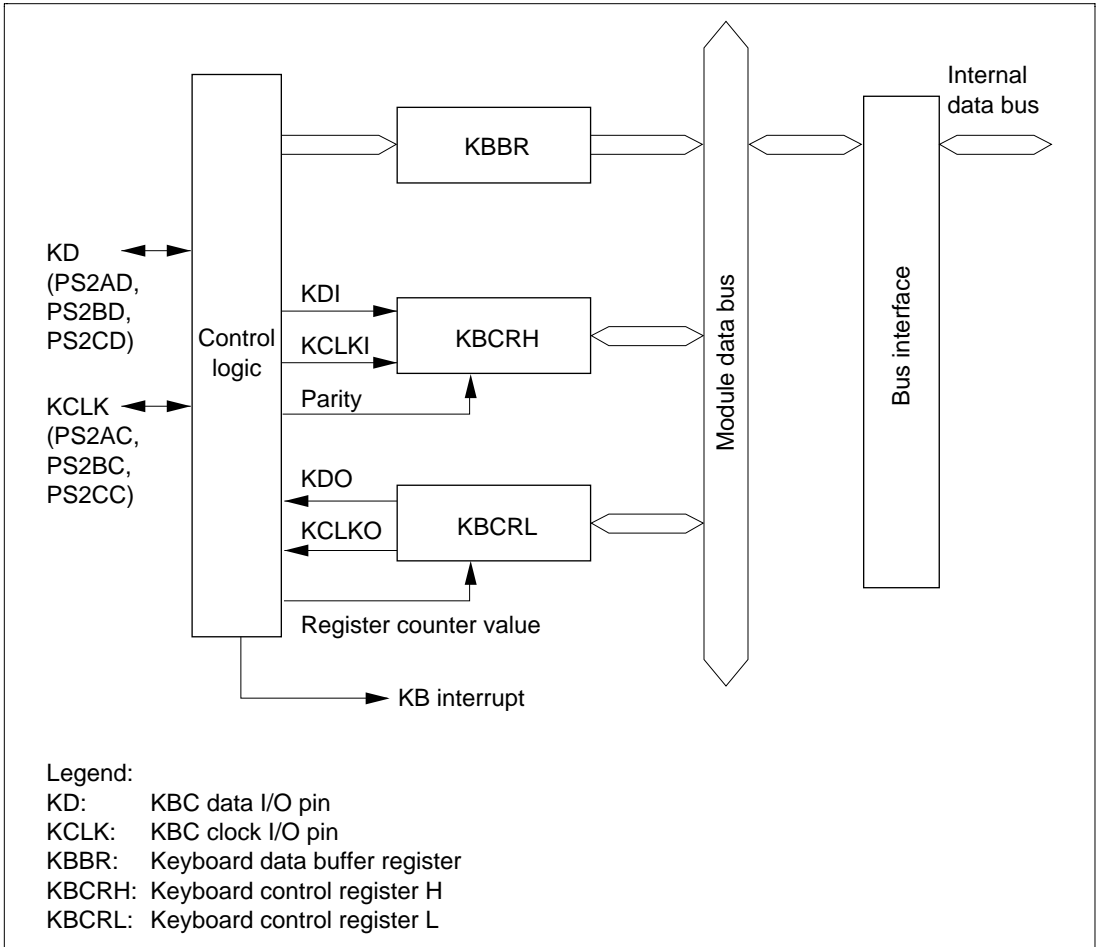 Internal
data bus
KBBR
KD
(PS2AD,
PS2BD,
PS2CD)
KCLK
(PS2AC,
PS2BC,
PS2CC)
Control
logic
KDI
KCLKI
Parity
KBCRH
KDO
KCLKO
KBCRL
Register counter value
Module data bus
Bus interface
KB interrupt
Legend:
KD: KBC data I/O pin
KCLK: KBC clock I/O pin
KBBR: Keyboard data buffer register
KBCRH: Keyboard control register H
KBCRL: Keyboard control register L